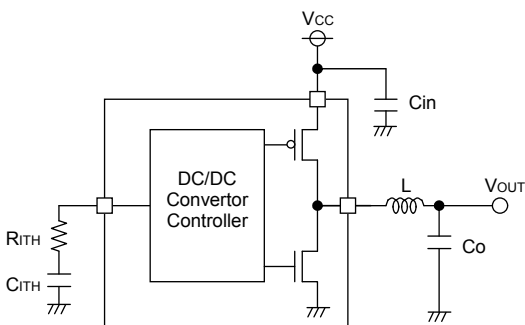 VCC
Cin
DC/DC
Convertor
Controller
L
VOUT
RITH
Co
CITH